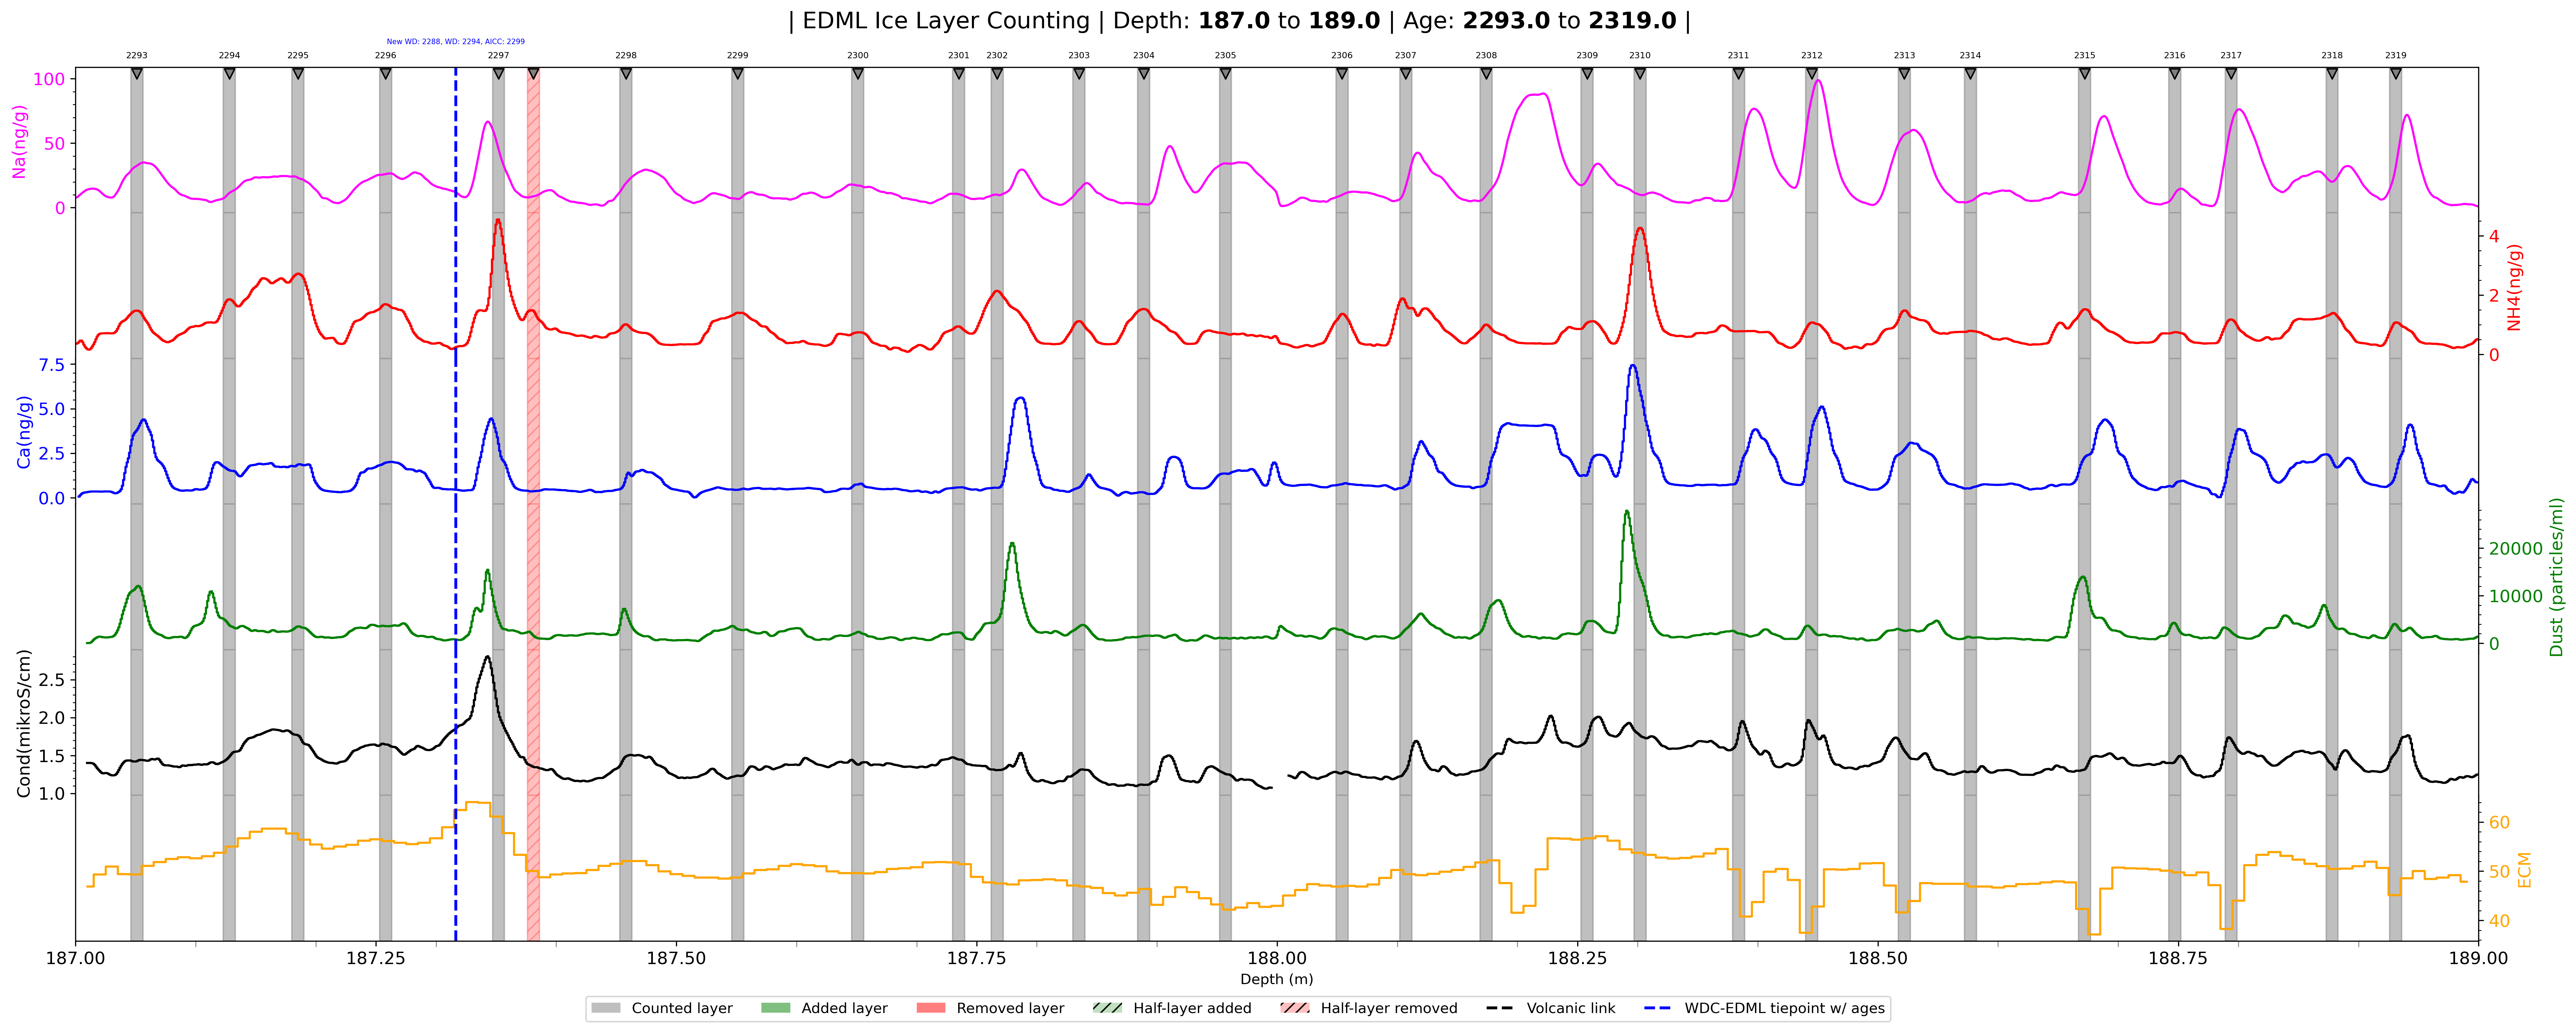 | EDML Ice Layer Counting | Depth: 187.0 to 189.0 | Age: 2293.0 to 2319.0 |
New WD: 2288, WD: 2294, AICC: 2299
2293 2294 2295 2296 2297 2298 2299 2300 2301 2302 2303 2304 2305 2306 2307 2308 2309 2310 2311 2312 2313 2314 2315 2316 2317 2318 2319
Na(ng/g)
100
50
0
NH4(ng/g)
4
2
0
Ca(ng/g)
7.5
5.0
2.5
0.0
Dust (particles/ml)
20000
10000
0
Cond(mikroS/cm)
2.5
2.0
1.5
1.0
ECM
60
50
40
187.00 187.25 187.50 187.75 188.00 188.25 188.50 188.75 189.00
Depth (m)
Counted layer Added layer Removed layer Half-layer added Half-layer removed Volcanic link WDC-EDML tiepoint w/ ages